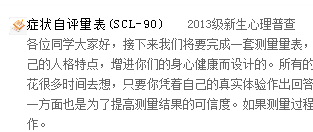 症状自评量表(SCL-90) 2013级新生心理普查
各位同学大家好，接下来我们将要完成一套测量量表，
己的人格特点，增进你们的身心健康而设计的。所有的
花很多时间去想，只要你凭着自己的真实体验作出回答
一方面也是为了提高测量结果的可信度。如果测量过程
作。